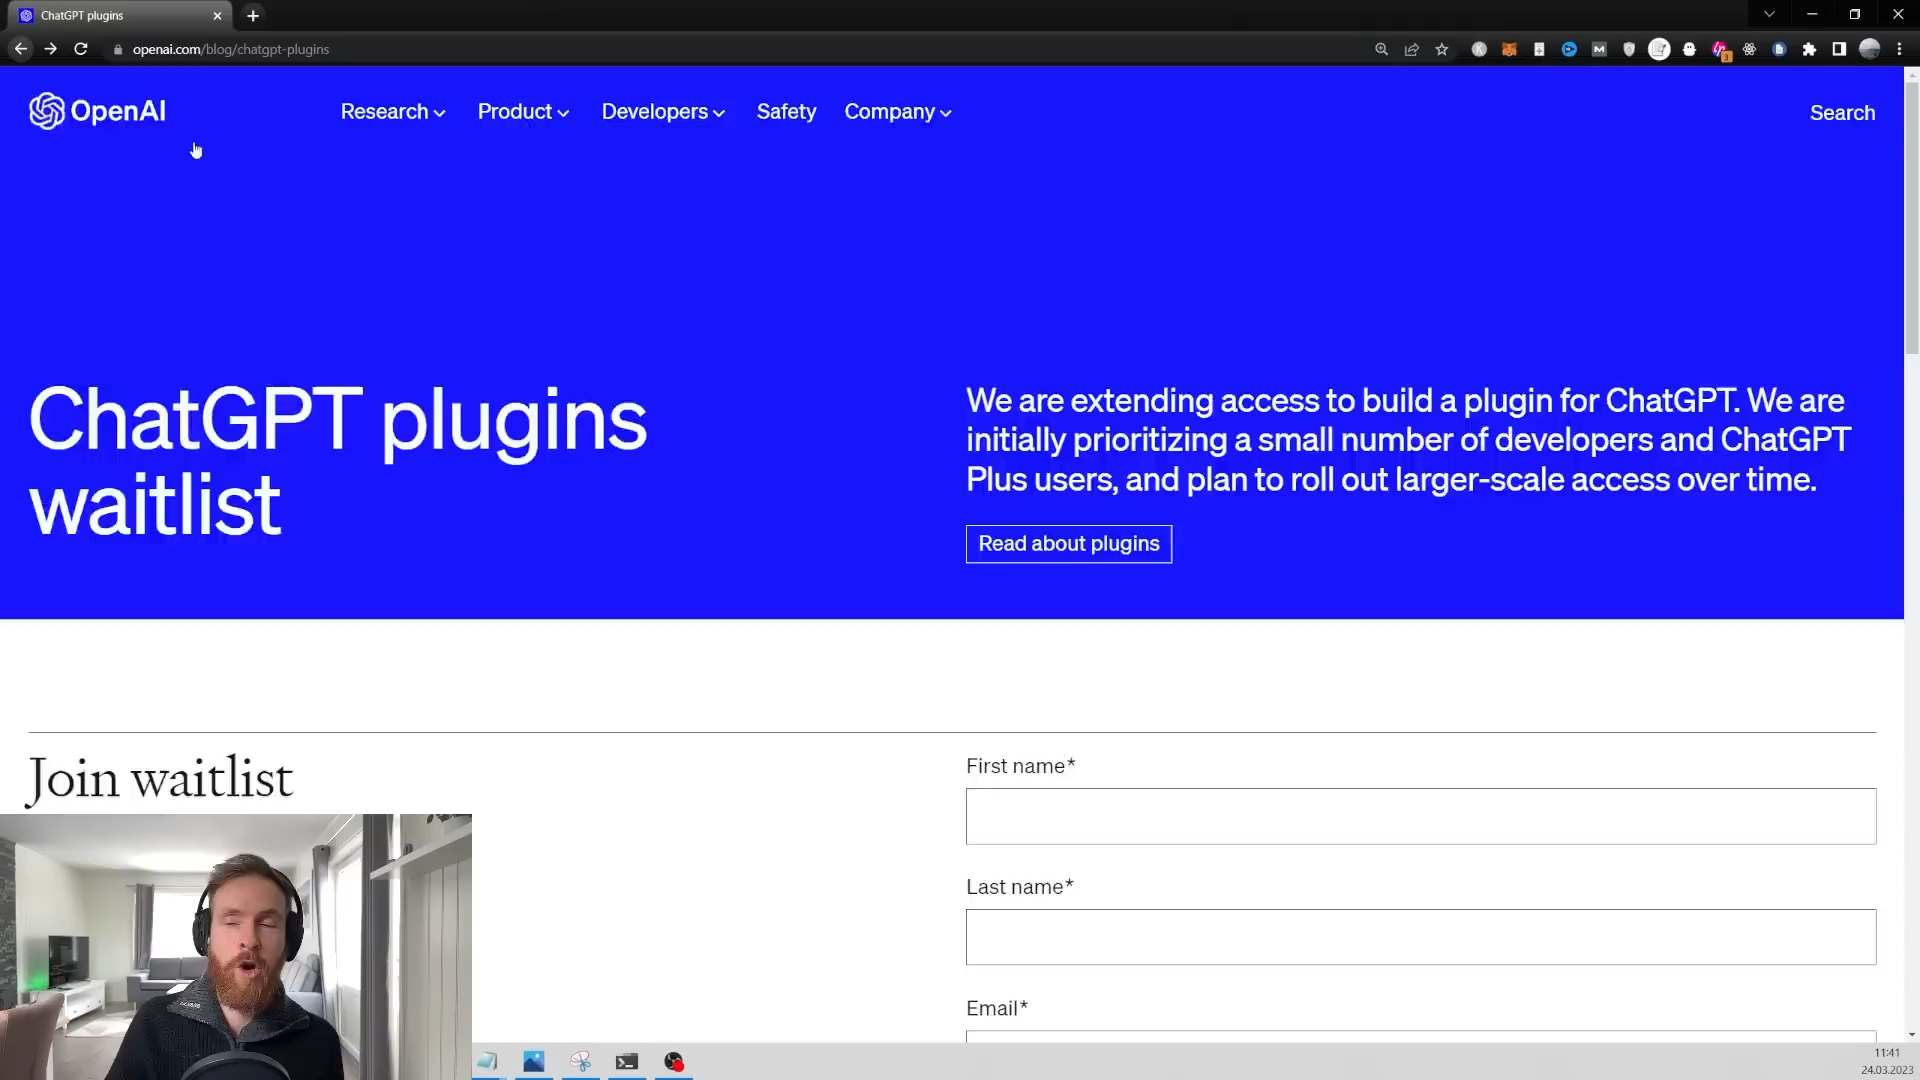 ChatGPT plugins
openai.com/blog/chatgpt-plugins
OpenAI
Research
Product
Developers
Safety
Company
Search
ChatGPT plugins
waitlist
We are extending access to build a plugin for ChatGPT. We are
initially prioritizing a small number of developers and ChatGPT
Plus users, and plan to roll out larger-scale access over time.
Read about plugins
Join waitlist
First name*
Last name*
Email*
11:41
24.03.2023